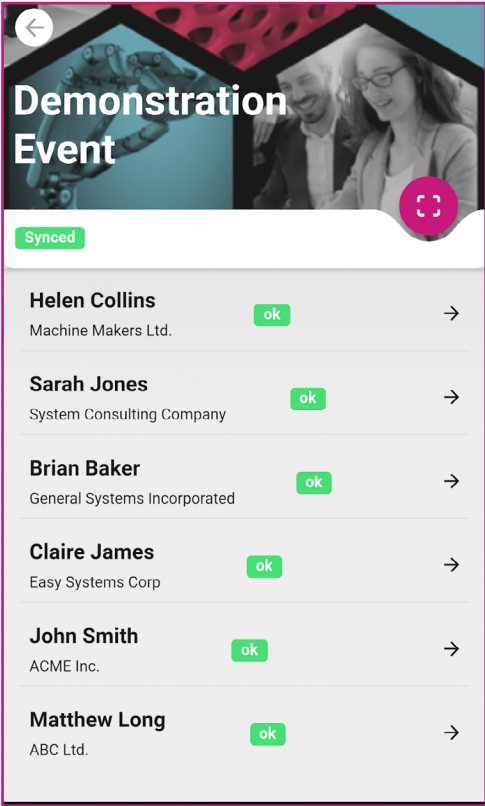 Demonstration
Event
Synced
Helen Collins
ok
Machine Makers Ltd.
Sarah Jones
ok
System Consulting Company
Brian Baker
ok
General Systems Incorporated
Claire James
ok
Easy Systems Corp
John Smith
ok
ACME Inc.
Matthew Long
ok
ABC Ltd.